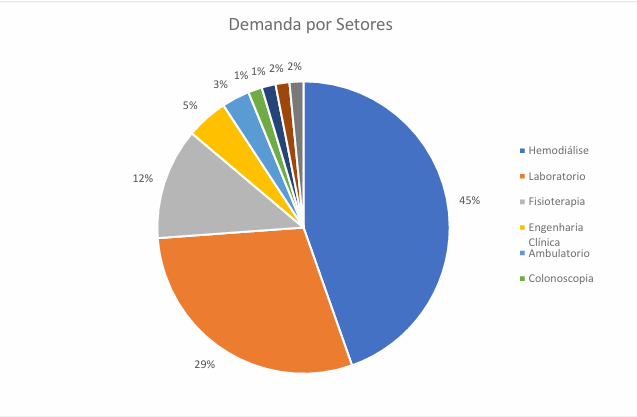 Demanda por Setores
3%
1%
1%
2%
2%
5%
12%
45%
29%
Hemodiálise
Laboratorio
Fisioterapia
Engenharia
Clínica
Ambulatorio
Colonoscopia